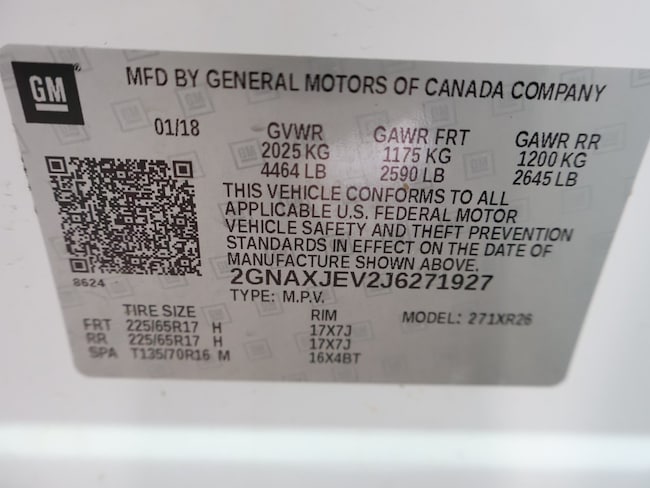 GM
MFD BY GENERAL MOTORS OF CANADA COMPANY
01/18 GVWR GAWR FRT GAWR RR
2025 KG 1175 KG 1200 KG
4464 LB 2590 LB 2645 LB
THIS VEHICLE CONFORMS TO ALL
APPLICABLE U.S. FEDERAL MOTOR
VEHICLE SAFETY AND THEFT PREVENTION
STANDARDS IN EFFECT ON THE DATE OF
MANUFACTURE SHOWN ABOVE.
8624
2GNAXJEV2J6271927
TYPE: M.P.V.
TIRE SIZE RIM MODEL: 271XR26
FRT 225/65R17 H 17X7J
RR 225/65R17 H 17X7J
SPA T135/70R16 M 16X4BT